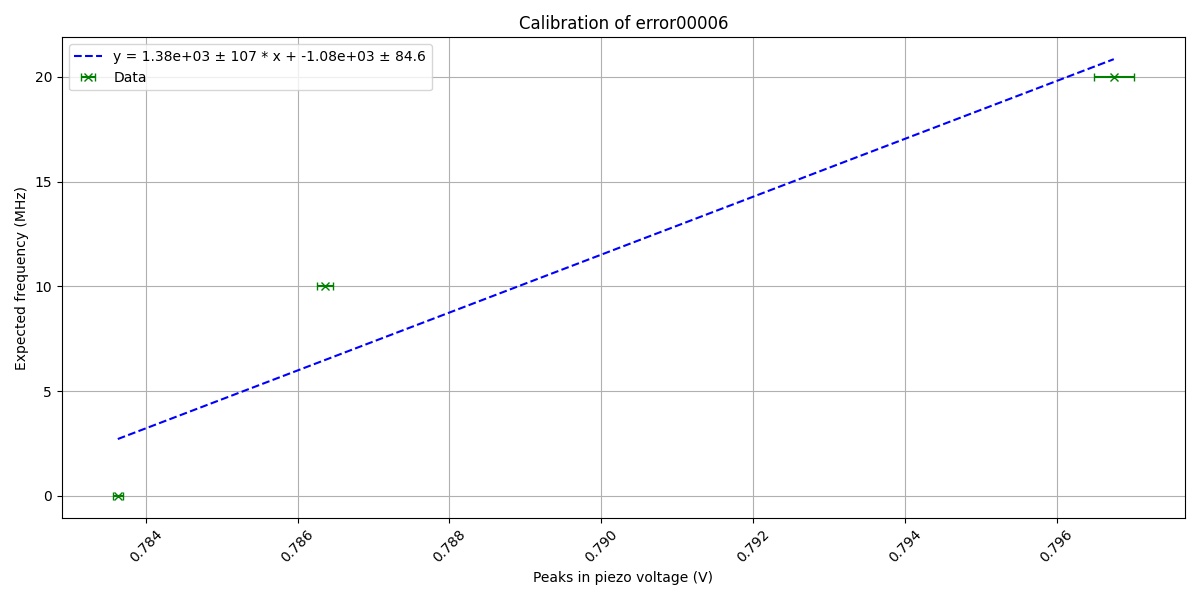 Calibration of error00006
y = 1.38e+03 ± 107 * x + -1.08e+03 ± 84.6
Data
Expected frequency (MHz)
20
15
10
5
0
0.784
0.786
0.788
0.790
0.792
0.794
0.796
Peaks in piezo voltage (V)